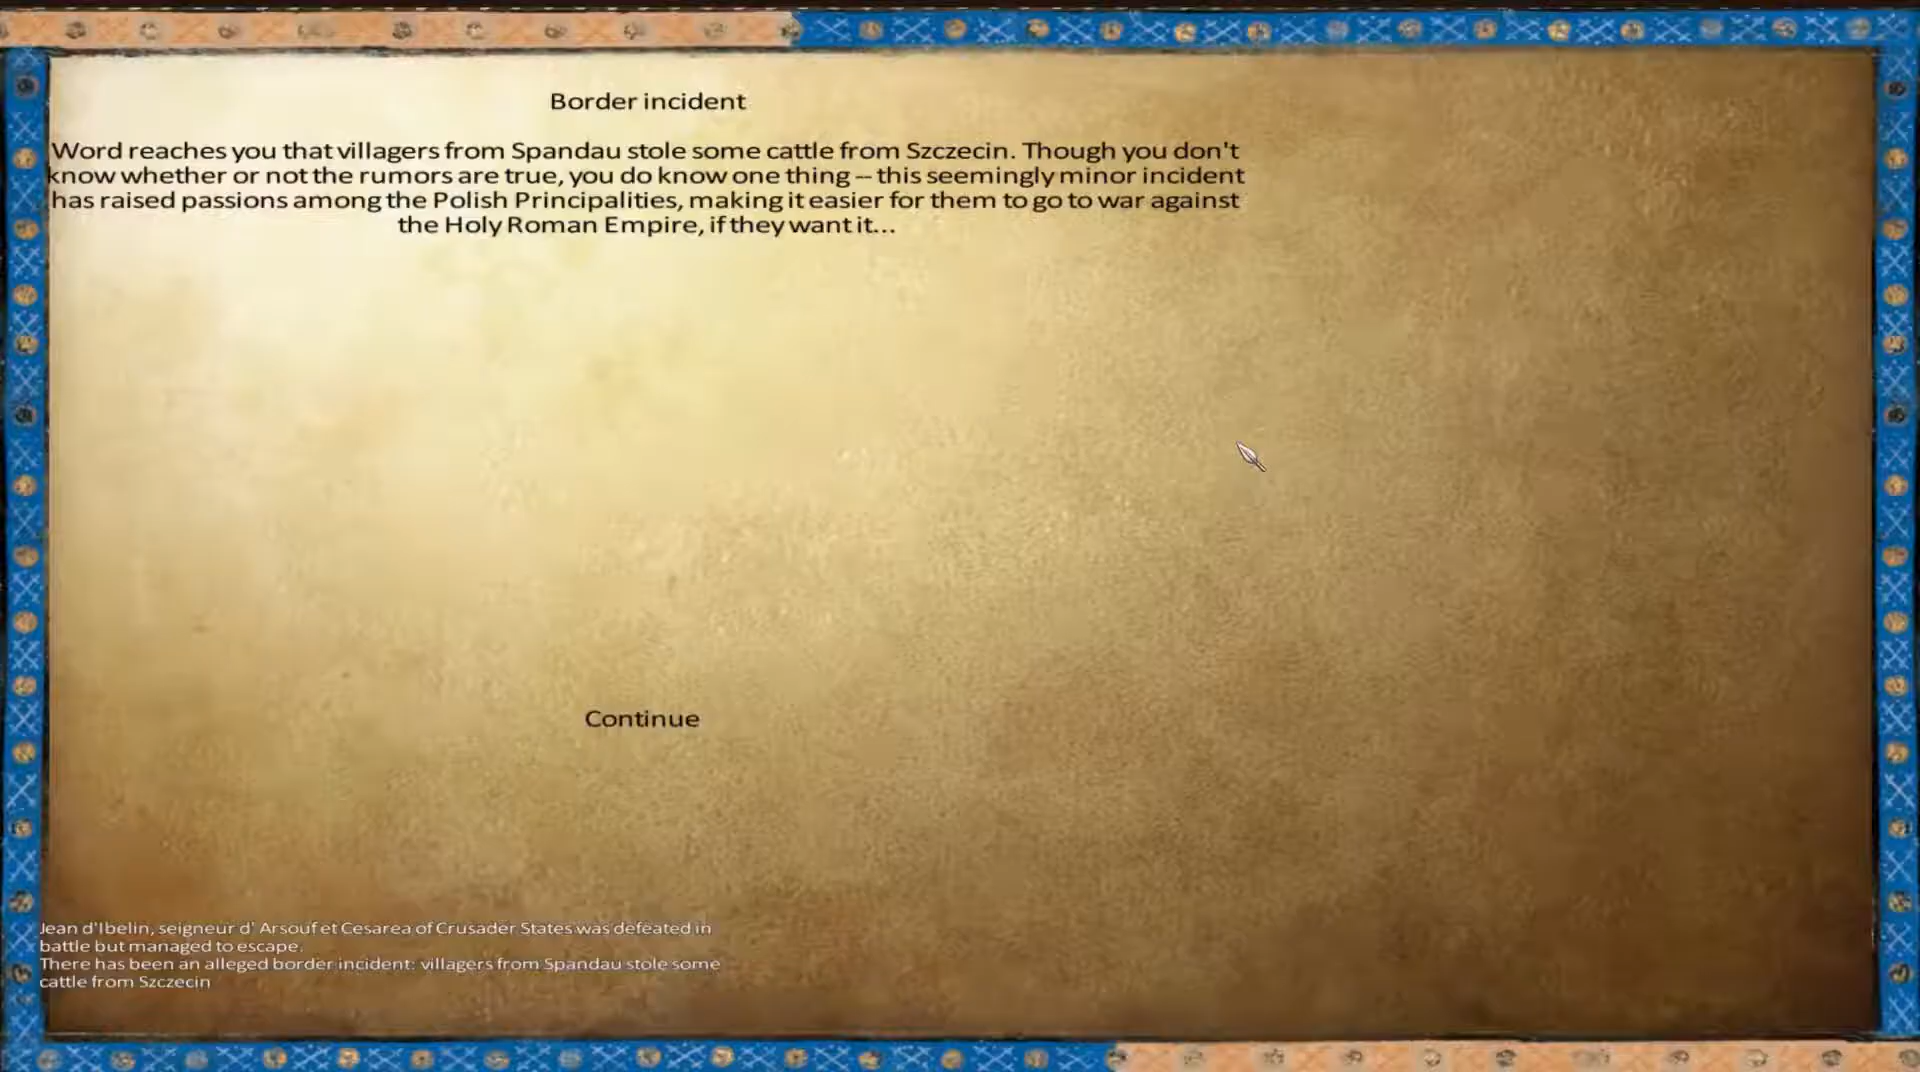 Border incident
Word reaches you that villagers from Spandau stole some cattle from Szczecin. Though you don't
know whether or not the rumors are true, you do know one thing -- this seemingly minor incident
has raised passions among the Polish Principalities, making it easier for them to go to war against
the Holy Roman Empire, if they want it...
Continue
Jean d'Ibelin, seigneur d' Arsouf et Cesarea of Crusader States was defeated in
battle but managed to escape.
There has been an alleged border incident: villagers from Spandau stole some
cattle from Szczecin